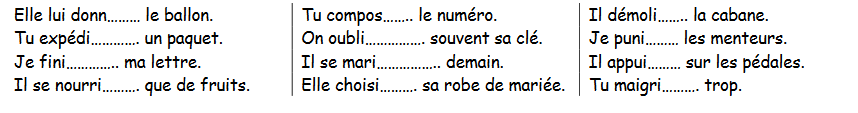 Elle lui donn......... le ballon.
Tu expédi............. un paquet.
Je fini.............. ma lettre.
Il se nourri.......... que de fruits.
Tu compos........ le numéro.
On oubli................ souvent sa clé.
Il se mari................. demain.
Elle choisi.......... sa robe de mariée.
Il démoli........ la cabane.
Je puni......... les menteurs.
Il appui......... sur les pédales.
Tu maigri.......... trop.